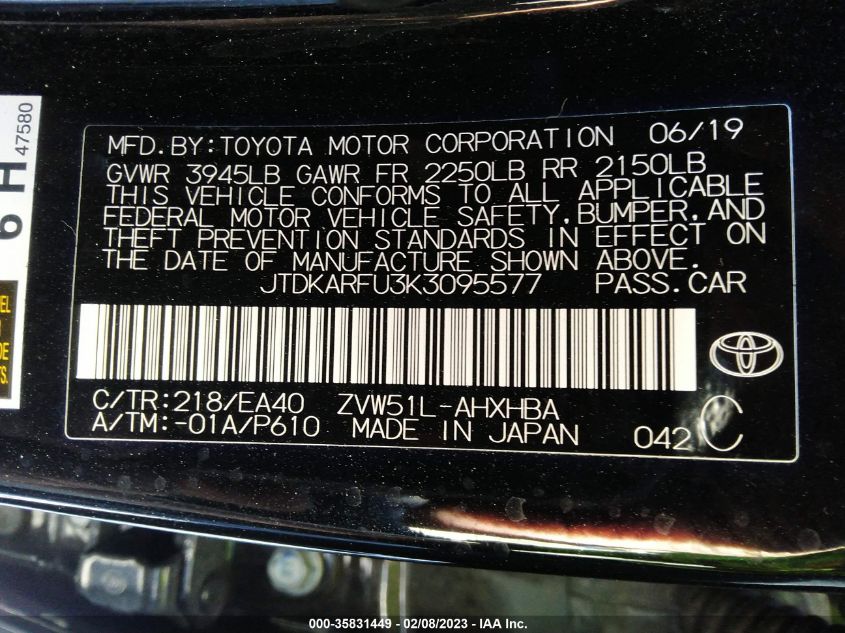 MFD.BY:TOYOTA MOTOR CORPORATION 06/19
GVWR 3945LB GAWR FR 2250LB RR 2150LB
THIS VEHICLE CONFORMS TO ALL APPLICABLE
FEDERAL MOTOR VEHICLE SAFETY,BUMPER,AND
THEFT PREVENTION STANDARDS IN EFFECT ON
THE DATE OF MANUFACTURE SHOWN ABOVE.
JTDKARFU3K3095577 PASS.CAR
C/TR:218/EA40 ZVW51L-AHXHBA
A/TM:-01A/P610 MADE IN JAPAN 042 C
6 H
47580
000-35831449 - 02/08/2023 - © IAA Inc.